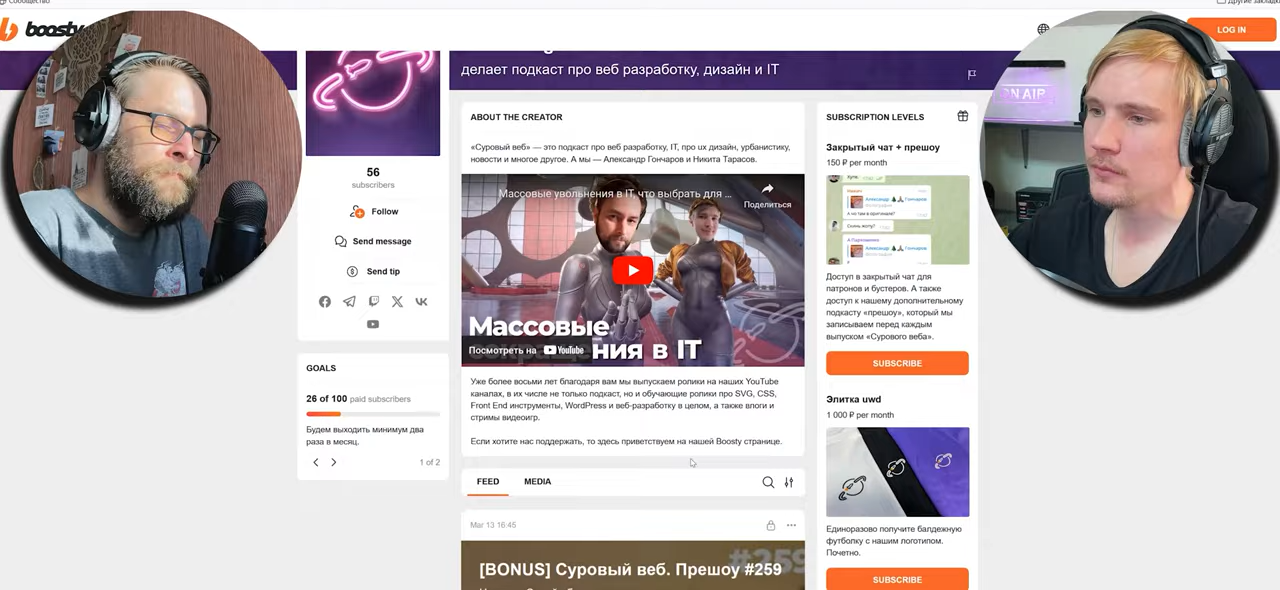 Сообщество
Другие закладки
boosty
LOG IN
делает подкаст про веб разработку, дизайн и IT
ON AIR
56
subscribers
Follow
Send message
Send tip
GOALS
26 of 100 paid subscribers
Будем выходить минимум два
раза в месяц.
1 of 2
ABOUT THE CREATOR
«Суровый веб» — это подкаст про веб разработку, IT, про их дизайн, урбанистику,
новости и многое другое. А мы — Александр Гончаров и Никита Тарасов.
Массовые увольнения в IT, что выбрать для ...
Поделиться
Массовые
сокращения в IT
Посмотреть на YouTube
Уже более восьми лет благодаря вам мы выпускаем ролики на наших YouTube
каналах, в их числе не только подкаст, но и обучающие ролики про SVG, CSS,
Front End инструменты, WordPress и веб-разработку в целом, а также влоги и
стримы видеоигр.
Если хотите нас поддержать, то здесь приветствуем на нашей Boosty странице.
FEED
MEDIA
Mar 13 16:45
#259
[BONUS] Суровый веб. Прешоу #259
SUBSCRIPTION LEVELS
Закрытый чат + прешоу
150 ₽ per month
Доступ в закрытый чат для
патронов и бустеров. А также
доступ к нашему дополнительному
подкасту «прешоу», который мы
записываем перед каждым
выпуском «Сурового веба».
SUBSCRIBE
Элитка uwd
1 000 ₽ per month
Единоразово получите балдежную
футболку с нашим логотипом.
Почетно.
SUBSCRIBE